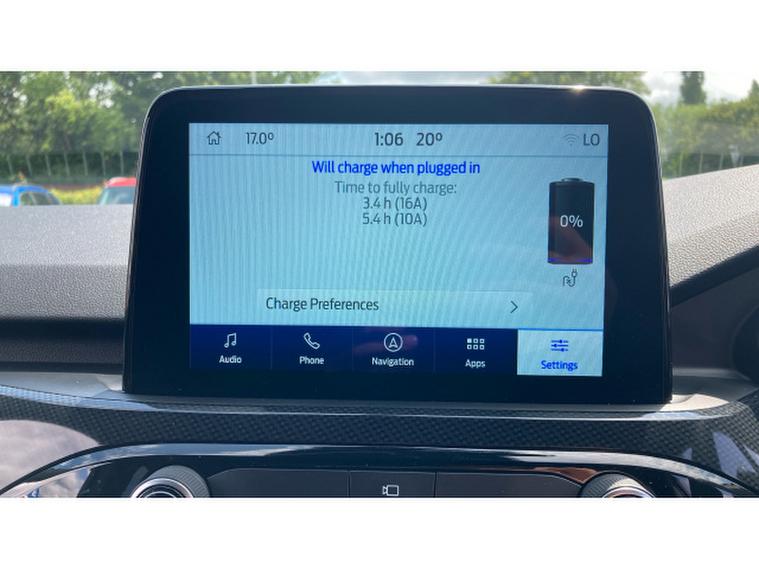 17.0° 1:06 20° LO
Will charge when plugged in
Time to fully charge:
3.4 h (16A)
5.4 h (10A)
0%
Charge Preferences
Audio Phone Navigation Apps Settings